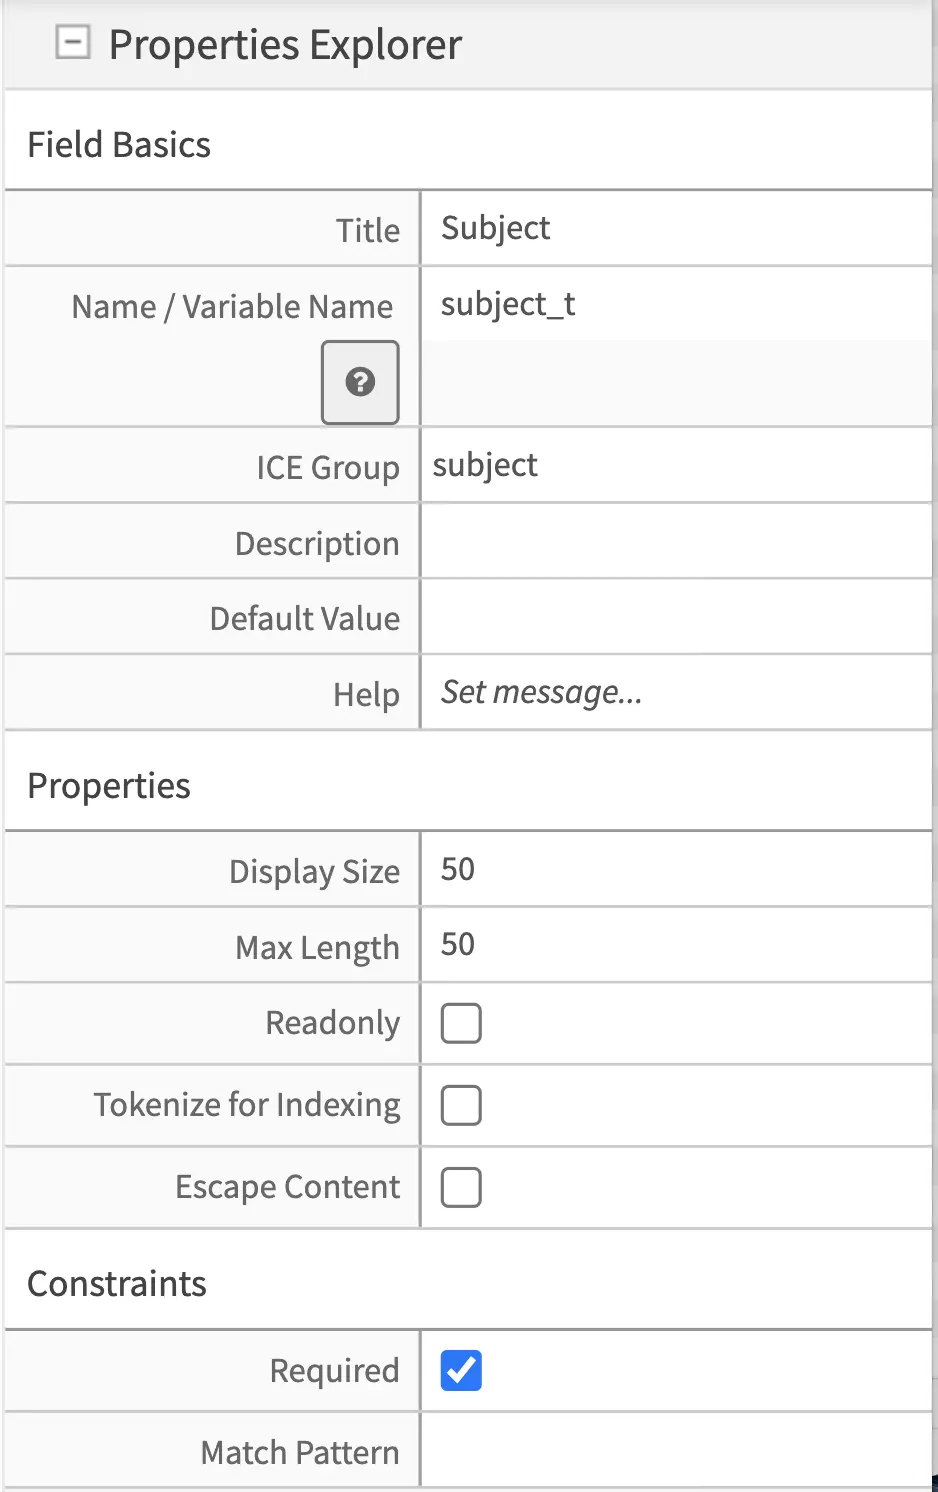 Properties Explorer
Field Basics
Title Subject
Name / Variable Name subject_t
?
ICE Group subject
Description
Default Value
Help Set message...
Properties
Display Size 50
Max Length 50
Readonly
Tokenize for Indexing
Escape Content
Constraints
Required
Match Pattern